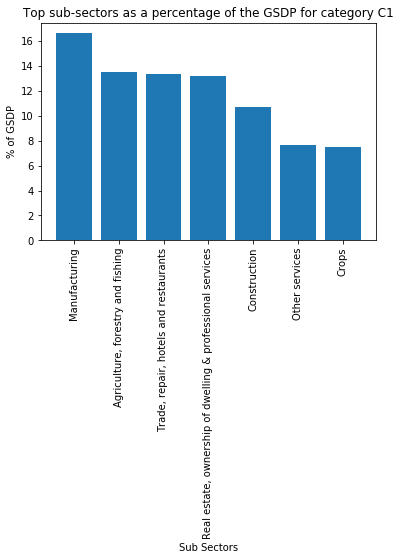 Top sub-sectors as a percentage of the GSDP for category C1
% of GSDP
16
14
12
10
8
6
4
2
0
Manufacturing
Agriculture, forestry and fishing
Trade, repair, hotels and restaurants
Real estate, ownership of dwelling & professional services
Construction
Other services
Crops
Sub Sectors